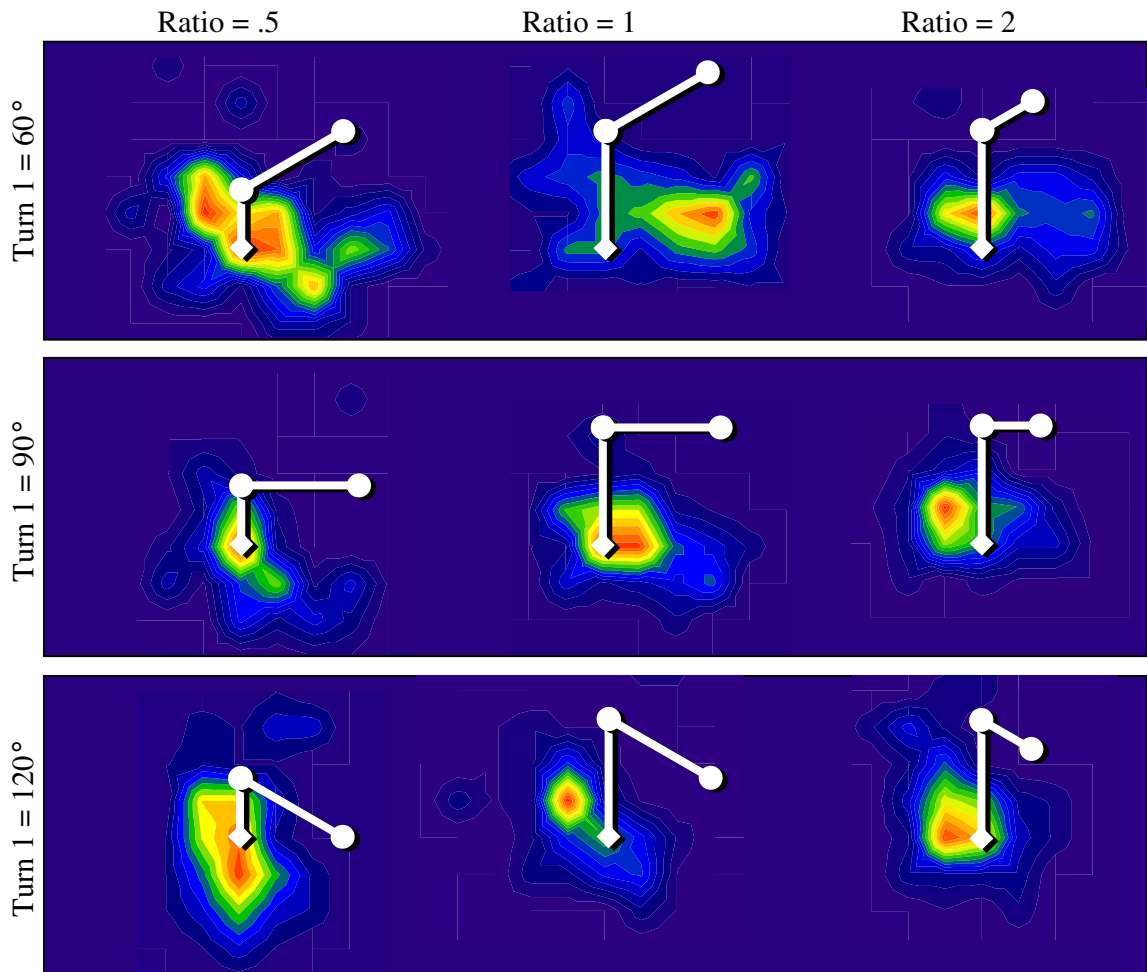 Ratio = .5
Ratio = 1
Ratio = 2
Turn 1 = 60°
Turn 1 = 90°
Turn 1 = 120°